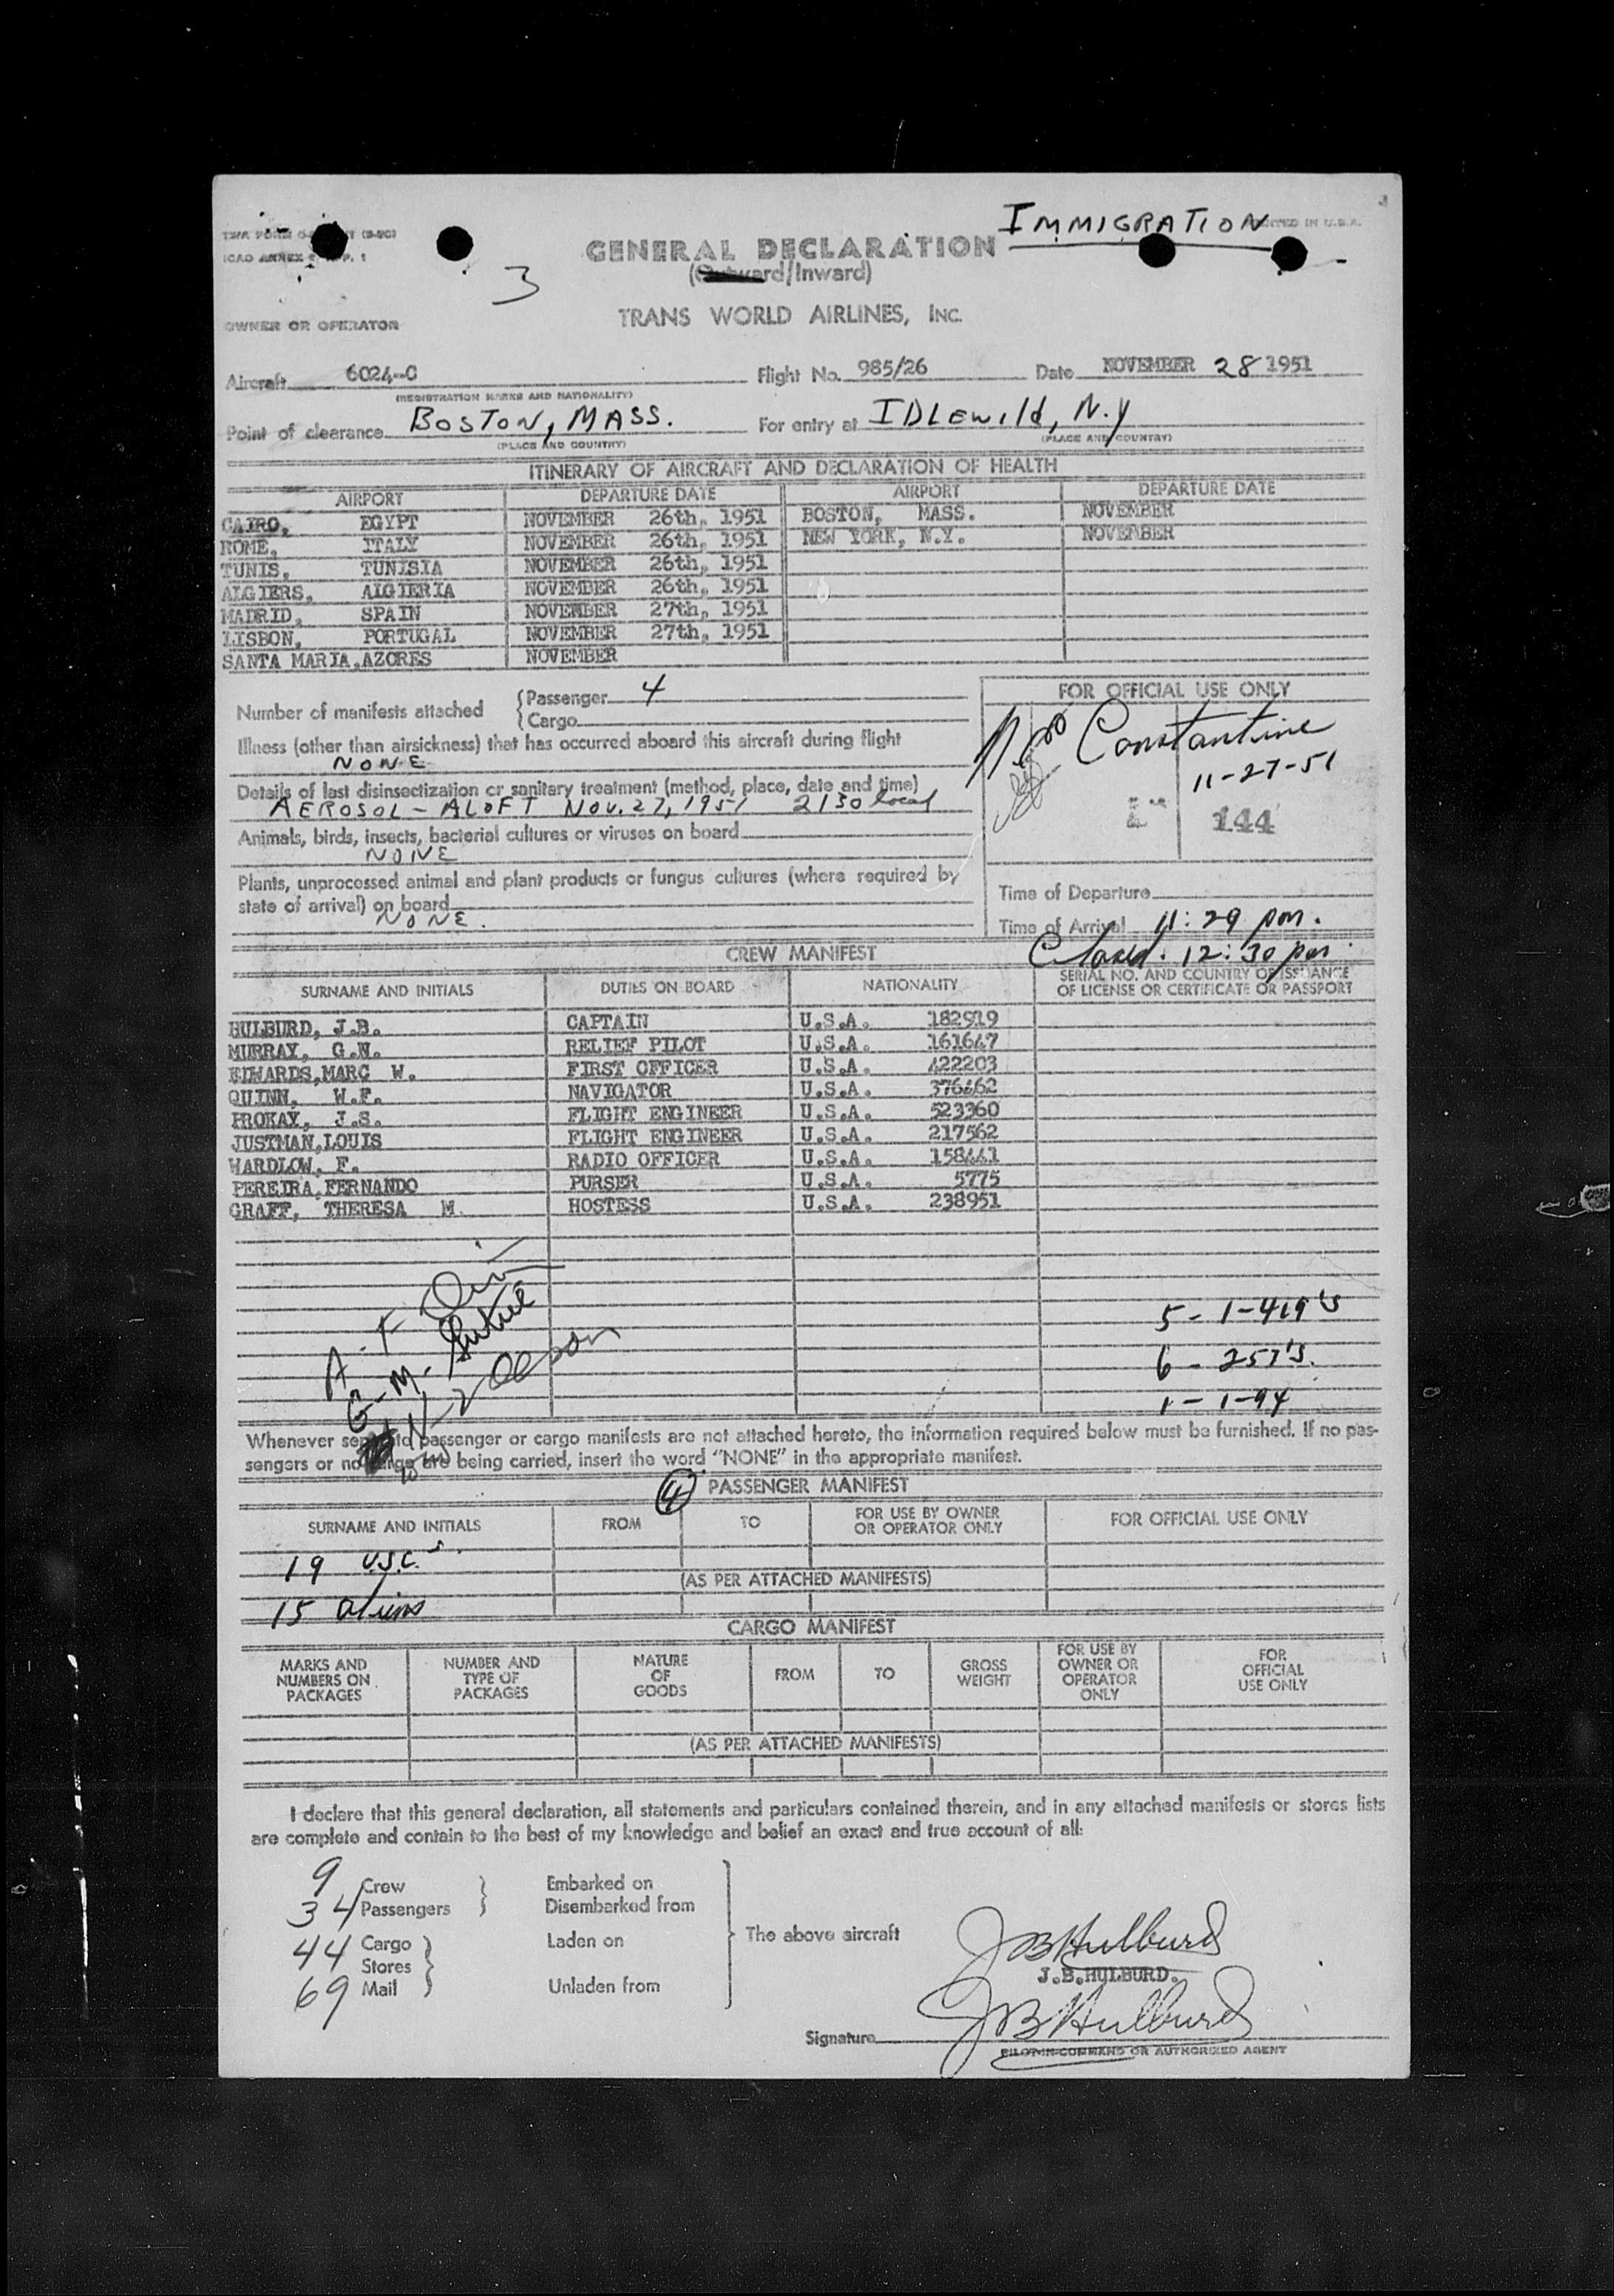 IMMIGRATION
ICAO ANNEX
GENERAL DECLARATION
(Outward/Inward)
3
TRANS WORLD AIRLINES, INC.
OWNER OR OPERATOR
Aircraft 6024-C Flight No. 985/26 Date NOVEMBER 28 1951
(REGISTRATION MARKS AND NATIONALITY)
Point of clearance BOSTON, MASS. For entry at IDLEWild, N.Y
(PLACE AND COUNTRY) (PLACE AND COUNTRY)
ITINERARY OF AIRCRAFT AND DECLARATION OF HEALTH
AIRPORT DEPARTURE DATE AIRPORT DEPARTURE DATE
CAIRO, EGYPT NOVEMBER 26th, 1951 BOSTON, MASS. NOVEMBER
ROME, ITALY NOVEMBER 26th, 1951 NEW YORK, N.Y. NOVEMBER
TUNIS, TUNISIA NOVEMBER 26th, 1951
ALGIERS, ALGIERIA NOVEMBER 26th, 1951
MADRID, SPAIN NOVEMBER 27th, 1951
LISBON, PORTUGAL NOVEMBER 27th, 1951
SANTA MARIA, AZORES NOVEMBER
Number of manifests attached {Passenger 4
{Cargo
FOR OFFICIAL USE ONLY
Constantine
11-27-51
144
Illness (other than airsickness) that has occurred aboard this aircraft during flight
NONE
Details of last disinsectization or sanitary treatment (method, place, date and time)
AEROSOL - ALOFT NOV. 27, 1951 2130 local
Animals, birds, insects, bacterial cultures or viruses on board
NONE
Plants, unprocessed animal and plant products or fungus cultures (where required by
state of arrival) on board
NONE.
Time of Departure
Time of Arrival 11:29 pm.
Closed. 12:30 pm
CREW MANIFEST
SURNAME AND INITIALS DUTIES ON BOARD NATIONALITY SERIAL NO. AND COUNTRY OF ISSUANCE
OF LICENSE OR CERTIFICATE OR PASSPORT
HULBURD, J.B. CAPTAIN U.S.A. 182919
MURRAY, G.N. RELIEF PILOT U.S.A. 161647
EDWARDS,MARC W. FIRST OFFICER U.S.A. 422203
QUINN, W.F. NAVIGATOR U.S.A. 376462
PROKAY, J.S. FLIGHT ENGINEER U.S.A. 523360
JUSTMAN,LOUIS FLIGHT ENGINEER U.S.A. 217562
WARDLOW, F. RADIO OFFICER U.S.A. 158441
PEREIRA,FERNANDO PURSER U.S.A. 5775
GRAFF, THERESA M. HOSTESS U.S.A. 238951
5 - 1-419's
6 - 257's.
1 - 1-94
Whenever separate passenger or cargo manifests are not attached hereto, the information required below must be furnished. If no pas-
sengers or no cargo are being carried, insert the word "NONE" in the appropriate manifest.
4 PASSENGER MANIFEST
SURNAME AND INITIALS FROM TO FOR USE BY OWNER
OR OPERATOR ONLY FOR OFFICIAL USE ONLY
19 U.S.C.s.
(AS PER ATTACHED MANIFESTS)
15 aliens
CARGO MANIFEST
MARKS AND
NUMBERS ON
PACKAGES
NUMBER AND
TYPE OF
PACKAGES
NATURE
OF
GOODS
FROM
TO
GROSS
WEIGHT
FOR USE BY
OWNER OR
OPERATOR
ONLY
FOR
OFFICIAL
USE ONLY
(AS PER ATTACHED MANIFESTS)
I declare that this general declaration, all statements and particulars contained therein, and in any attached manifests or stores lists
are complete and contain to the best of my knowledge and belief an exact and true account of all:
9 Crew Embarked on
34 Passengers Disembarked from
44 Cargo Laden on The above aircraft
Stores
69 Mail Unladen from
JB Hulburd
J.B.HULBURD.
Signature JB Hulburd
PILOT-IN-COMMAND OR AUTHORIZED AGENT